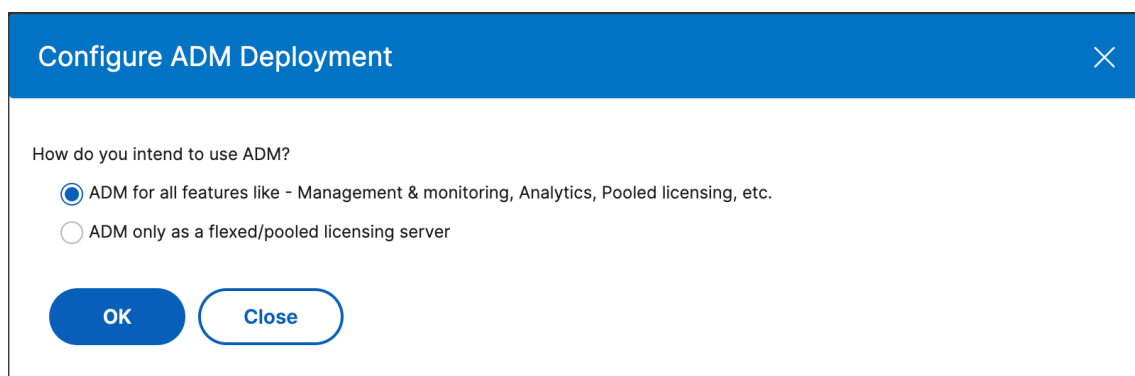 Configure ADM Deployment
How do you intend to use ADM?
ADM for all features like - Management & monitoring, Analytics, Pooled licensing, etc.
ADM only as a flexed/pooled licensing server
OK
Close